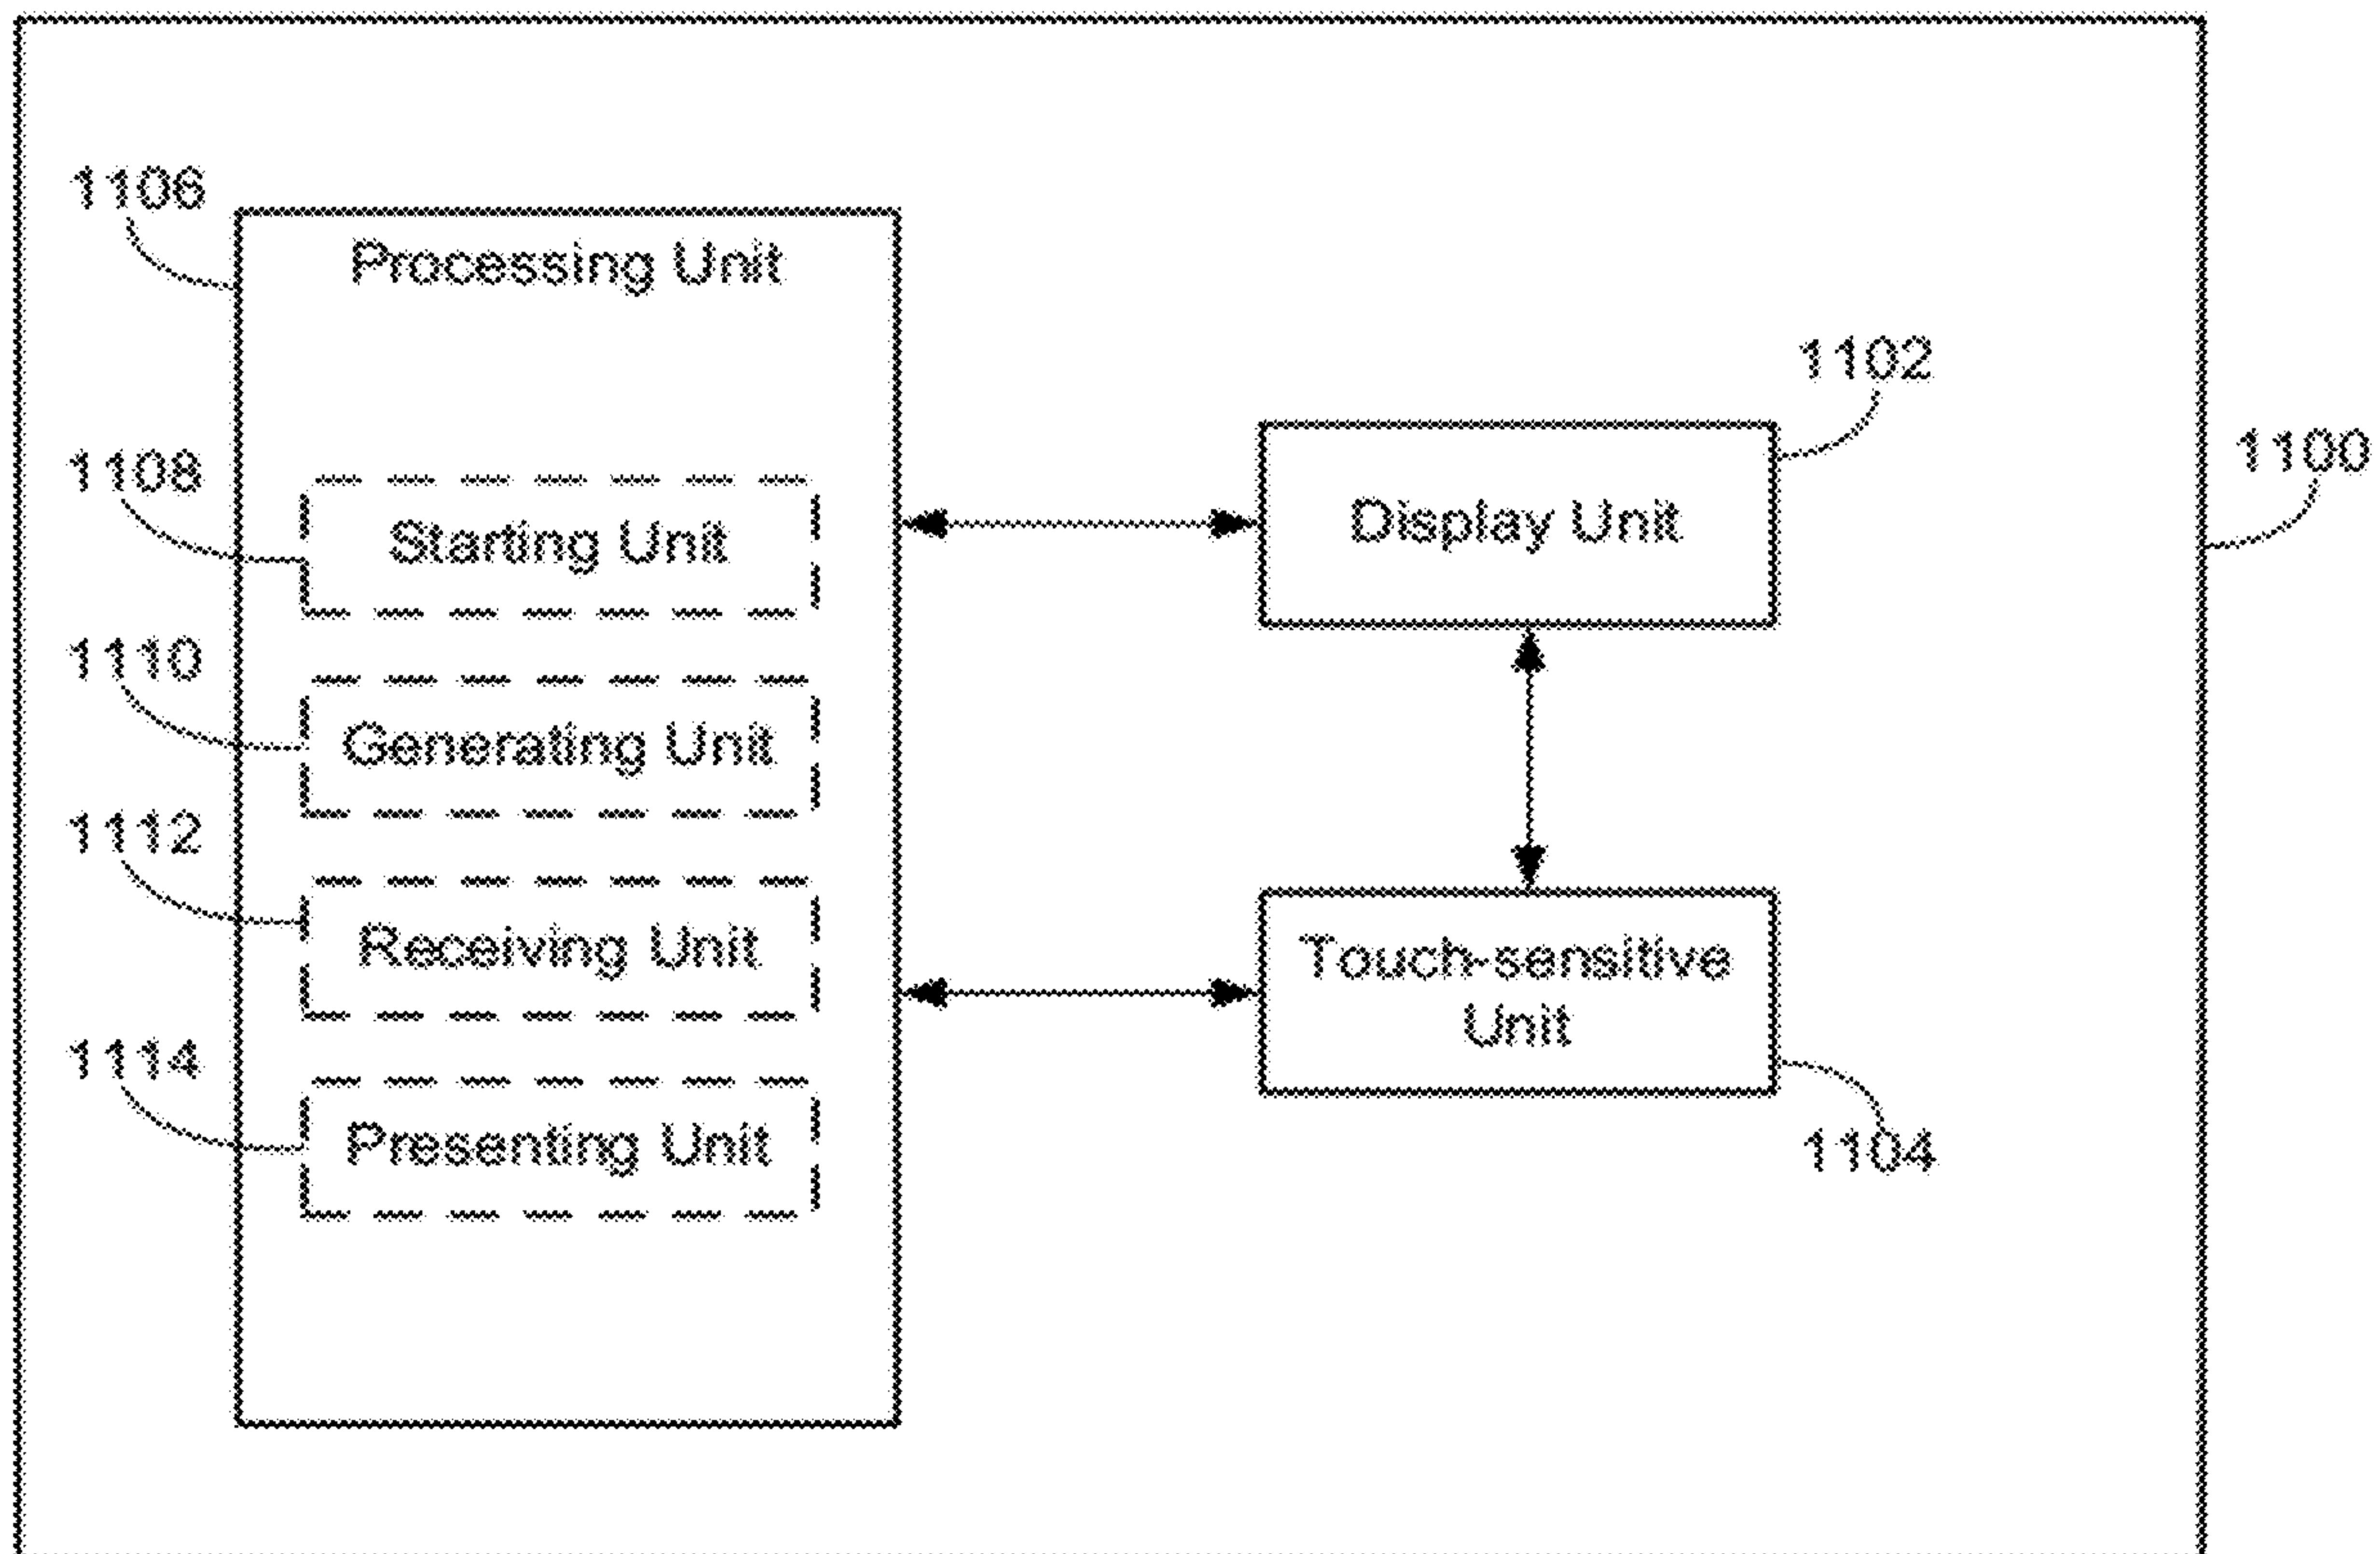 1106
Processing Unit
1102
1100
1108
Starting Unit
Display Unit
1110
Generating Unit
1112
Receiving Unit
Touch-sensitive
Unit
1114
Presenting Unit
1104